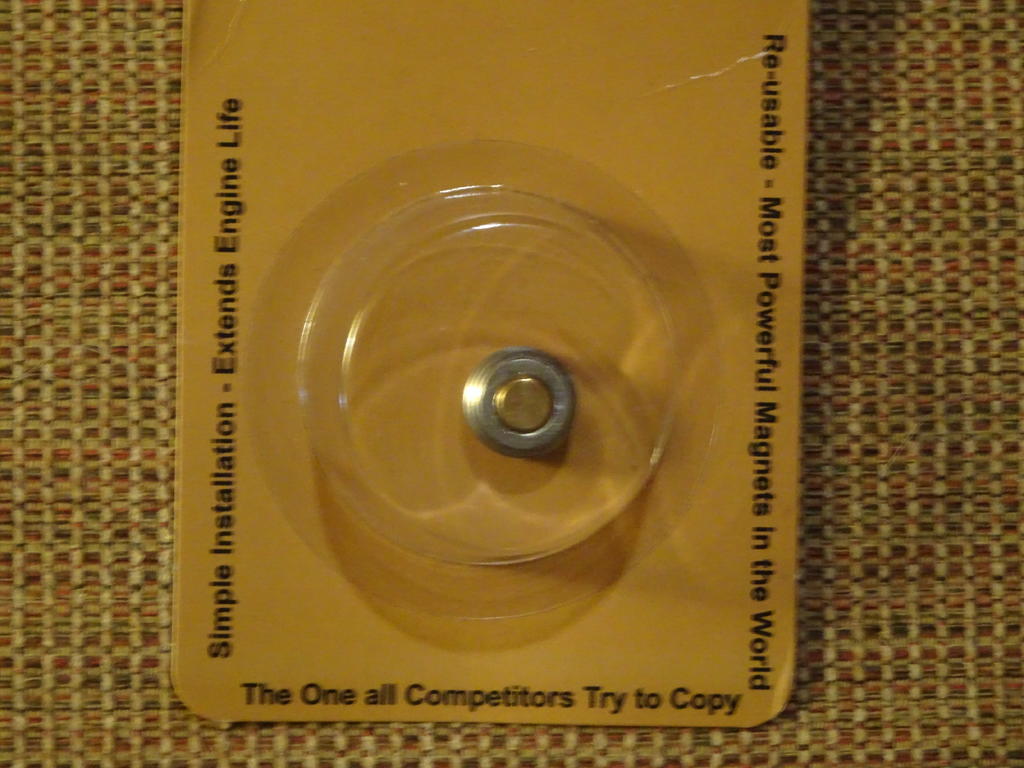 Simple Installation - Extends Engine Life
Re-usable - Most Powerful Magnets in the World
The One all Competitors Try to Copy